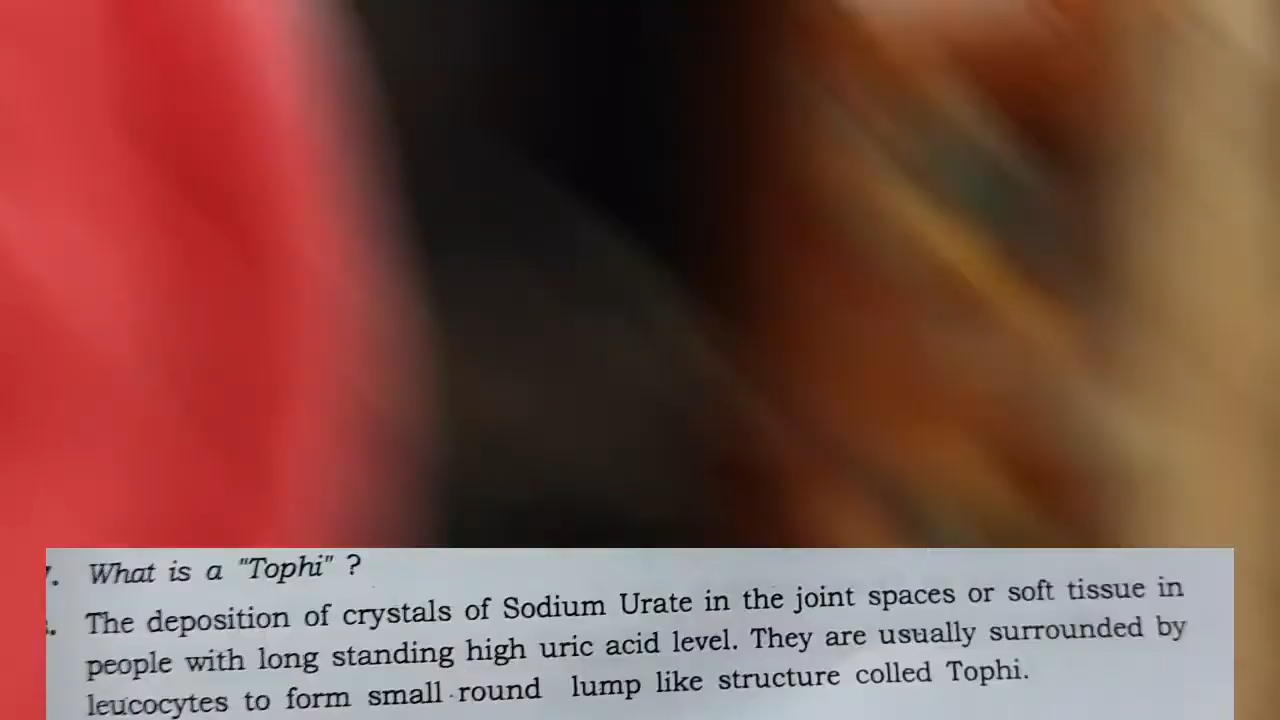 . What is a "Tophi" ?
. The deposition of crystals of Sodium Urate in the joint spaces or soft tissue in
people with long standing high uric acid level. They are usually surrounded by
leucocytes to form small round lump like structure colled Tophi.